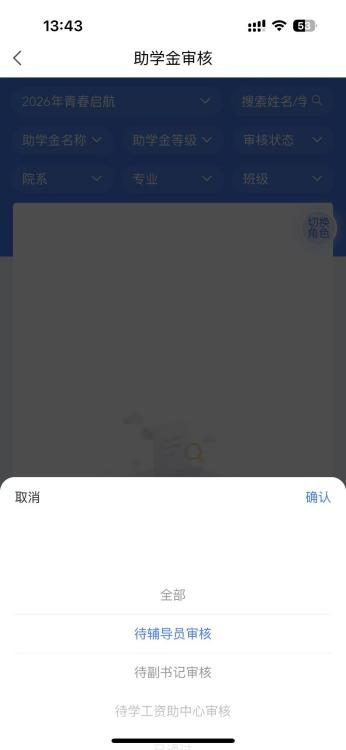 13:43
58
助学金审核
2026年青春启航
搜索姓名/学
助学金名称
助学金等级
审核状态
院系
专业
班级
切换
角色
取消
确认
全部
待辅导员审核
待副书记审核
待学工资助中心审核